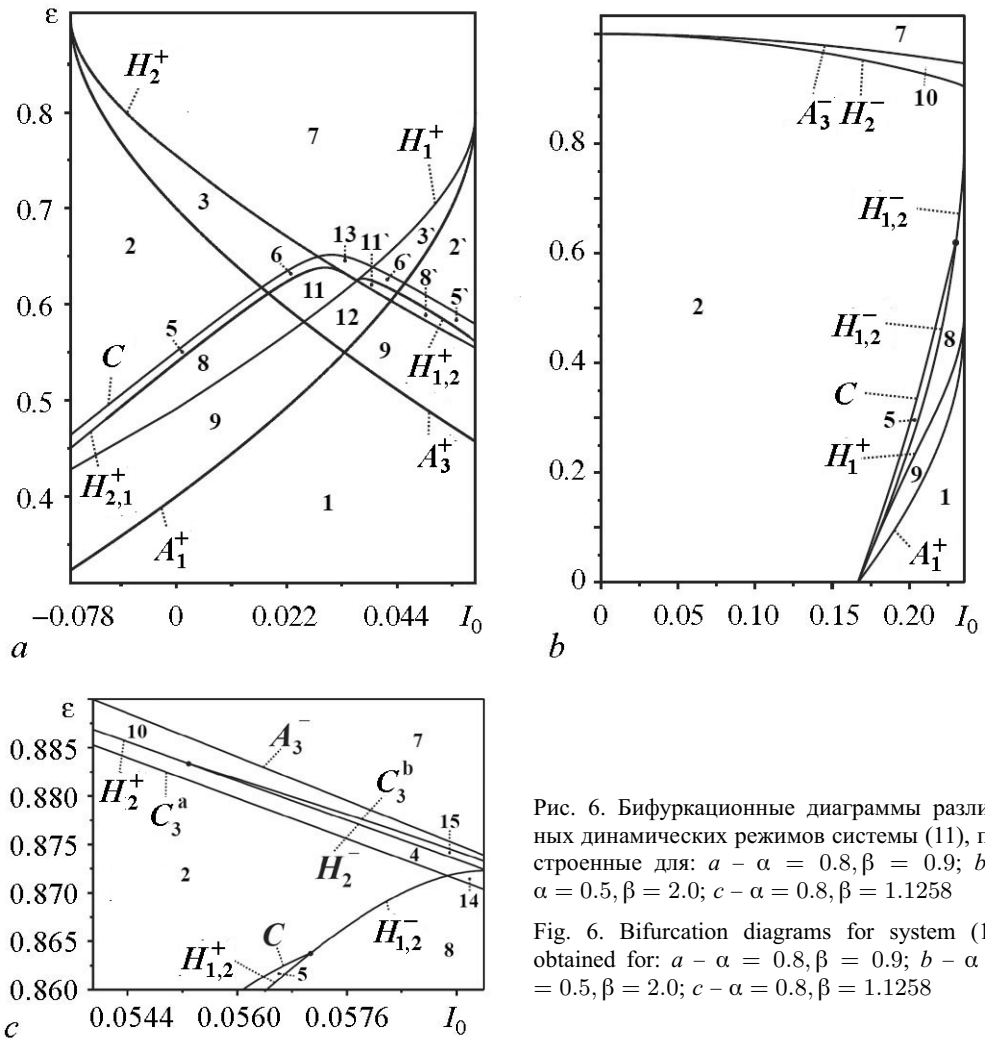 ε
0.8
0.7
0.6
0.5
0.4
−0.078 0 0.022 0.044 I₀
H₂⁺
7
H₁⁺
3
2
6
13
11`
3`
2`
6`
8`
5`
11
12
5
8
9
C
9
H₁,₂⁺
A₃⁺
H₂,₁⁺
1
A₁⁺
a
7
10
A₃⁻ H₂⁻
0.8
0.6
0.4
0.2
0
0 0.05 0.10 0.15 0.20 I₀
H₁,₂⁻
2
H₁,₂⁻
8
C
5
H₁⁺
9
1
A₁⁺
b
ε
0.885
0.880
0.875
0.870
0.865
0.860
0.0544 0.0560 0.0576 I₀
10
A₃⁻
7
H₂⁺
C₃ᵃ
C₃ᵇ
15
H₂⁻
4
2
14
C
H₁,₂⁻
H₁,₂⁺
5
8
c
Рис. 6. Бифуркационные диаграммы различ
ных динамических режимов системы (11), п
строенные для: a – α = 0.8, β = 0.9; b
α = 0.5, β = 2.0; c – α = 0.8, β = 1.1258
Fig. 6. Bifurcation diagrams for system (1
obtained for: a – α = 0.8, β = 0.9; b – α
= 0.5, β = 2.0; c – α = 0.8, β = 1.1258